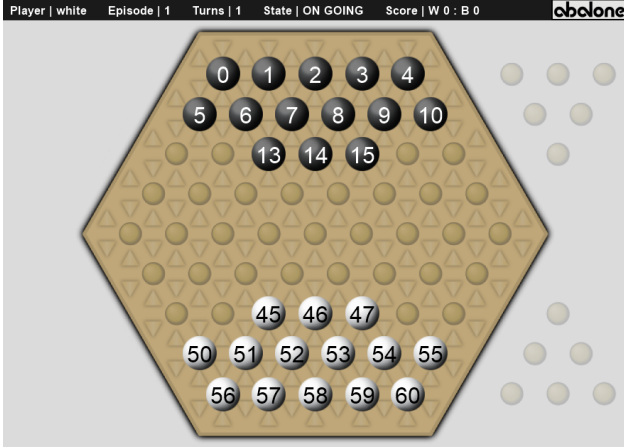 Player | white Episode | 1 Turns | 1 State | ON GOING Score | W 0 : B 0 abalone
0 1 2 3 4
5 6 7 8 9 10
13 14 15
45 46 47
50 51 52 53 54 55
56 57 58 59 60